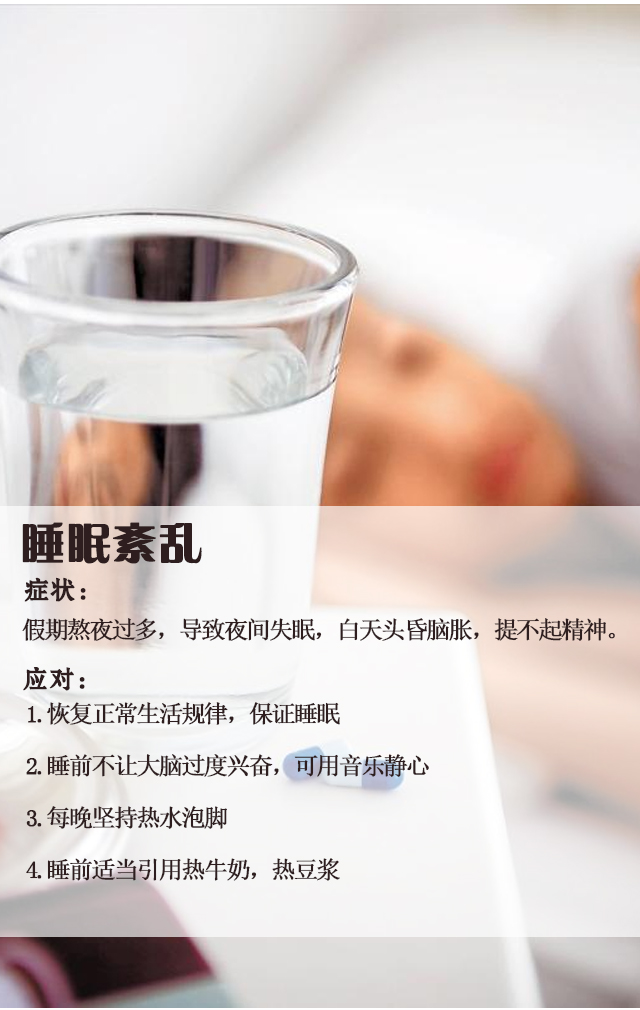 睡眠紊乱
症状：
假期熬夜过多，导致夜间失眠，白天头昏脑胀，提不起精神。
应对：
1.恢复正常生活规律，保证睡眠
2.睡前不让大脑过度兴奋，可用音乐静心
3.每晚坚持热水泡脚
4.睡前适当引用热牛奶，热豆浆